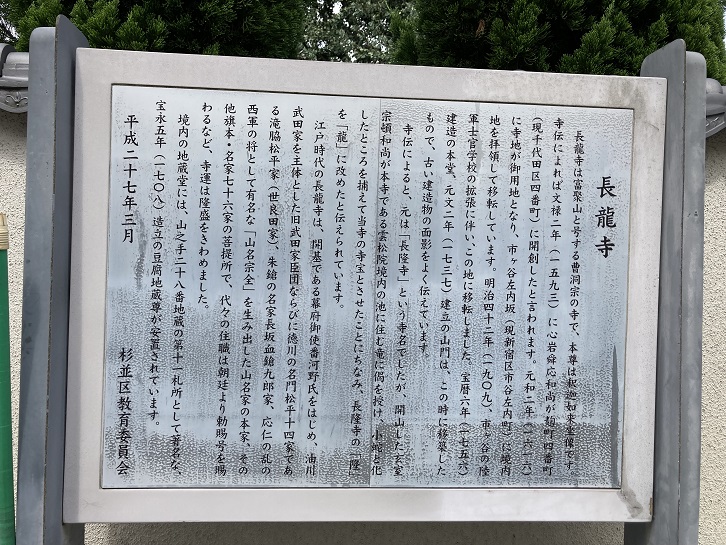 長龍寺
長龍寺は富聚山と号する曹洞宗の寺で、本尊は釈迦如来坐像です
寺伝によれば文禄二年（一五九三）に心岩舜応和尚が麹町四番町
（現千代田区四番町）に開創したと言われます。元和二年（一六一六）
に寺地が御用地となり、市ヶ谷左内坂（現新宿区市谷左内町）に境内
地を拝領して移転しています。明治四十二年（一九〇九）、市ヶ谷の陸
軍士官学校の拡張に伴い、この地に移転しました。宝暦六年（一七五六）
建造の本堂、元文二年（一七三七）建立の山門は、この時に移築した
もので、古い建造物の面影をよく伝えています。
寺伝によると、元は「長隆寺」という寺名でしたが、開山した天室
宗頓和尚が本寺である雲松院境内の池に住む竜に偈を授け、小蛇と化
したところを捕えて当寺の寺宝とさせたことにちなみ、長隆寺の「隆」
を「龍」に改めたと伝えられています。
江戸時代の長龍寺は、開基である幕府御使番河野氏をはじめ、油川
武田家を主体とした旧武田家臣団ならびに徳川の名門松平十四家であ
る滝脇松平家（世良田家）、朱鎗の名家長坂血鎗九郎家、応仁の乱の
西軍の将として有名な「山名宗全」を生み出した山名家の本家、その
他旗本・名家七十六家の菩提所で、代々の住職は朝廷より勅賜号を賜
わるなど、寺運は隆盛をきわめました。
境内の地蔵堂には、山之手二十八番地蔵の第十一札所として著名な、
宝永五年（一七〇八）造立の豆腐地蔵尊が安置されています。
平成二十七年三月
杉並区教育委員会